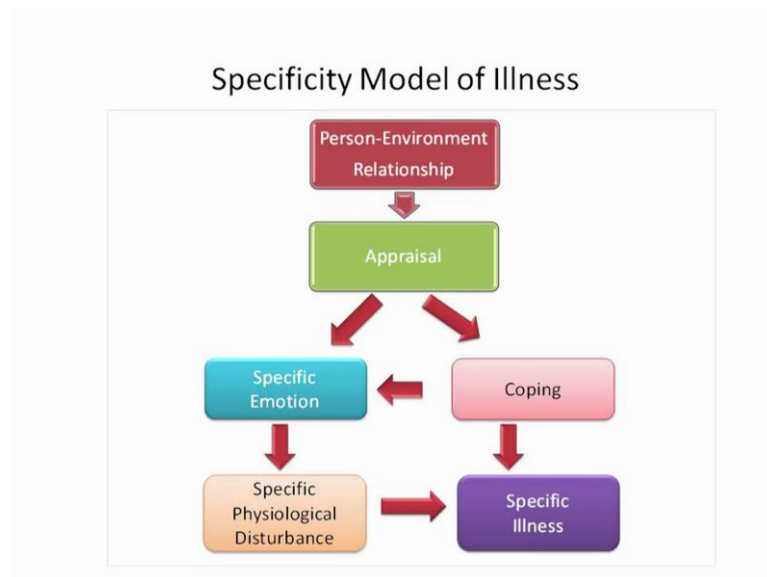 Specificity Model of Illness
Person-Environment
Relationship
Appraisal
Specific
Emotion
Coping
Specific
Physiological
Disturbance
Specific
Illness